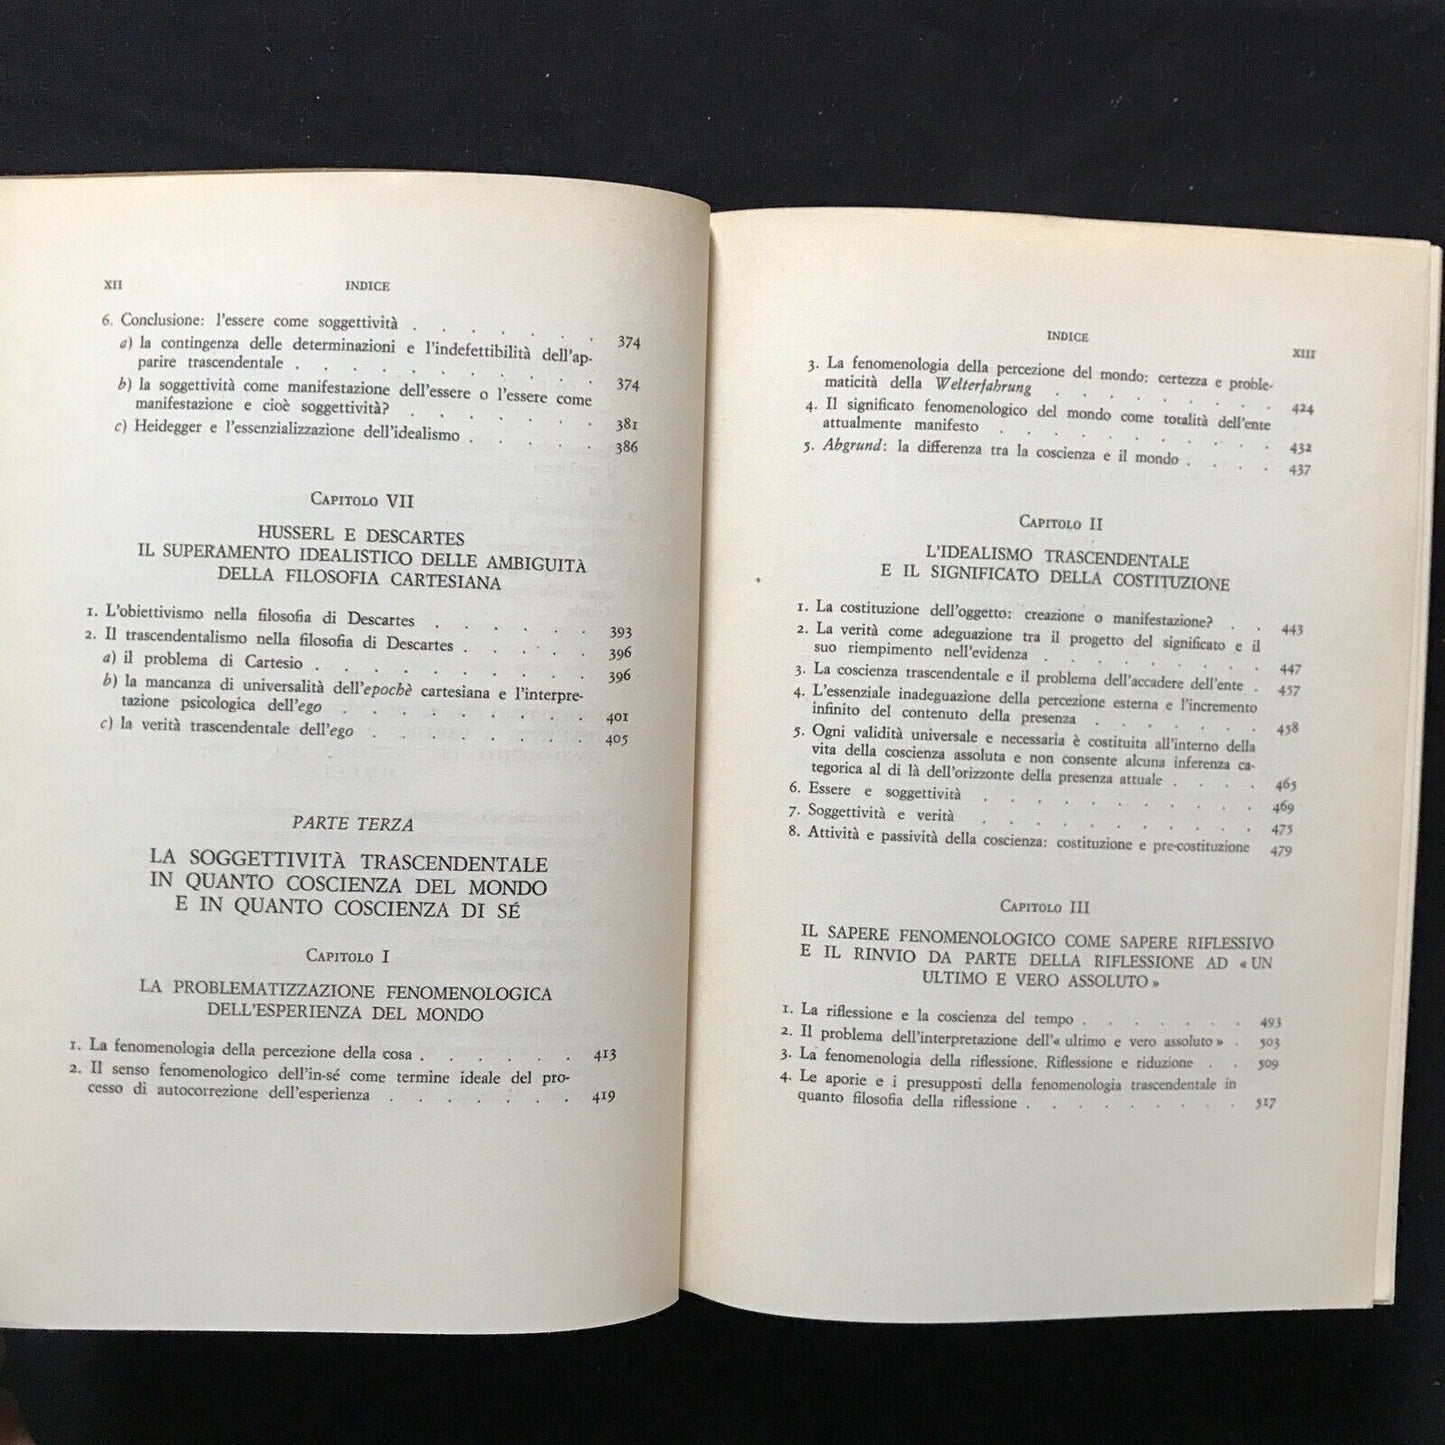 XII INDICE
6. Conclusione: l'essere come soggettività . . . . . . . 374
a) la contingenza delle determinazioni e l'indefettibilità dell'ap-
parire trascendentale . . . . . . . . . . . 374
b) la soggettività come manifestazione dell'essere o l'essere come
manifestazione e cioè soggettività? . . . . . . . 381
c) Heidegger e l'essenzializzazione dell'idealismo . . . . . 386
CAPITOLO VII
HUSSERL E DESCARTES
IL SUPERAMENTO IDEALISTICO DELLE AMBIGUITÀ
DELLA FILOSOFIA CARTESIANA
1. L'obiettivismo nella filosofia di Descartes . . . . . . 393
2. Il trascendentalismo nella filosofia di Descartes . . . . . 396
a) il problema di Cartesio . . . . . . . . . . 396
b) la mancanza di universalità dell'epochè cartesiana e l'interpre-
tazione psicologica dell'ego . . . . . . . . . 401
c) la verità trascendentale dell'ego . . . . . . . . 405
PARTE TERZA
LA SOGGETTIVITÀ TRASCENDENTALE
IN QUANTO COSCIENZA DEL MONDO
E IN QUANTO COSCIENZA DI SÉ
CAPITOLO I
LA PROBLEMATIZZAZIONE FENOMENOLOGICA
DELL'ESPERIENZA DEL MONDO
1. La fenomenologia della percezione della cosa . . . . . . 413
2. Il senso fenomenologico dell'in-sé come termine ideale del pro-
cesso di autocorrezione dell'esperienza . . . . . . . 419
INDICE XIII
3. La fenomenologia della percezione del mondo: certezza e proble-
maticità della Welterfahrung . . . . . . . . . 424
4. Il significato fenomenologico del mondo come totalità dell'ente
attualmente manifesto . . . . . . . . . . 432
5. Abgrund: la differenza tra la coscienza e il mondo . . . . 437
CAPITOLO II
L'IDEALISMO TRASCENDENTALE
E IL SIGNIFICATO DELLA COSTITUZIONE
1. La costituzione dell'oggetto: creazione o manifestazione? . . 443
2. La verità come adeguazione tra il progetto del significato e il
suo riempimento nell'evidenza . . . . . . . . . 447
3. La coscienza trascendentale e il problema dell'accadere dell'ente . 457
4. L'essenziale inadeguazione della percezione esterna e l'incremento
infinito del contenuto della presenza . . . . . . . 458
5. Ogni validità universale e necessaria è costituita all'interno della
vita della coscienza assoluta e non consente alcuna inferenza ca-
tegorica al di là dell'orizzonte della presenza attuale . . . . 465
6. Essere e soggettività . . . . . . . . . . . 469
7. Soggettività e verità . . . . . . . . . . . 475
8. Attività e passività della coscienza: costituzione e pre-costituzione 479
CAPITOLO III
IL SAPERE FENOMENOLOGICO COME SAPERE RIFLESSIVO
E IL RINVIO DA PARTE DELLA RIFLESSIONE AD « UN
ULTIMO E VERO ASSOLUTO »
1. La riflessione e la coscienza del tempo . . . . . . . 493
2. Il problema dell'interpretazione dell'« ultimo e vero assoluto » . 503
3. La fenomenologia della riflessione. Riflessione e riduzione . . 509
4. Le aporie e i presupposti della fenomenologia trascendentale in
quanto filosofia della riflessione . . . . . . . . . 517